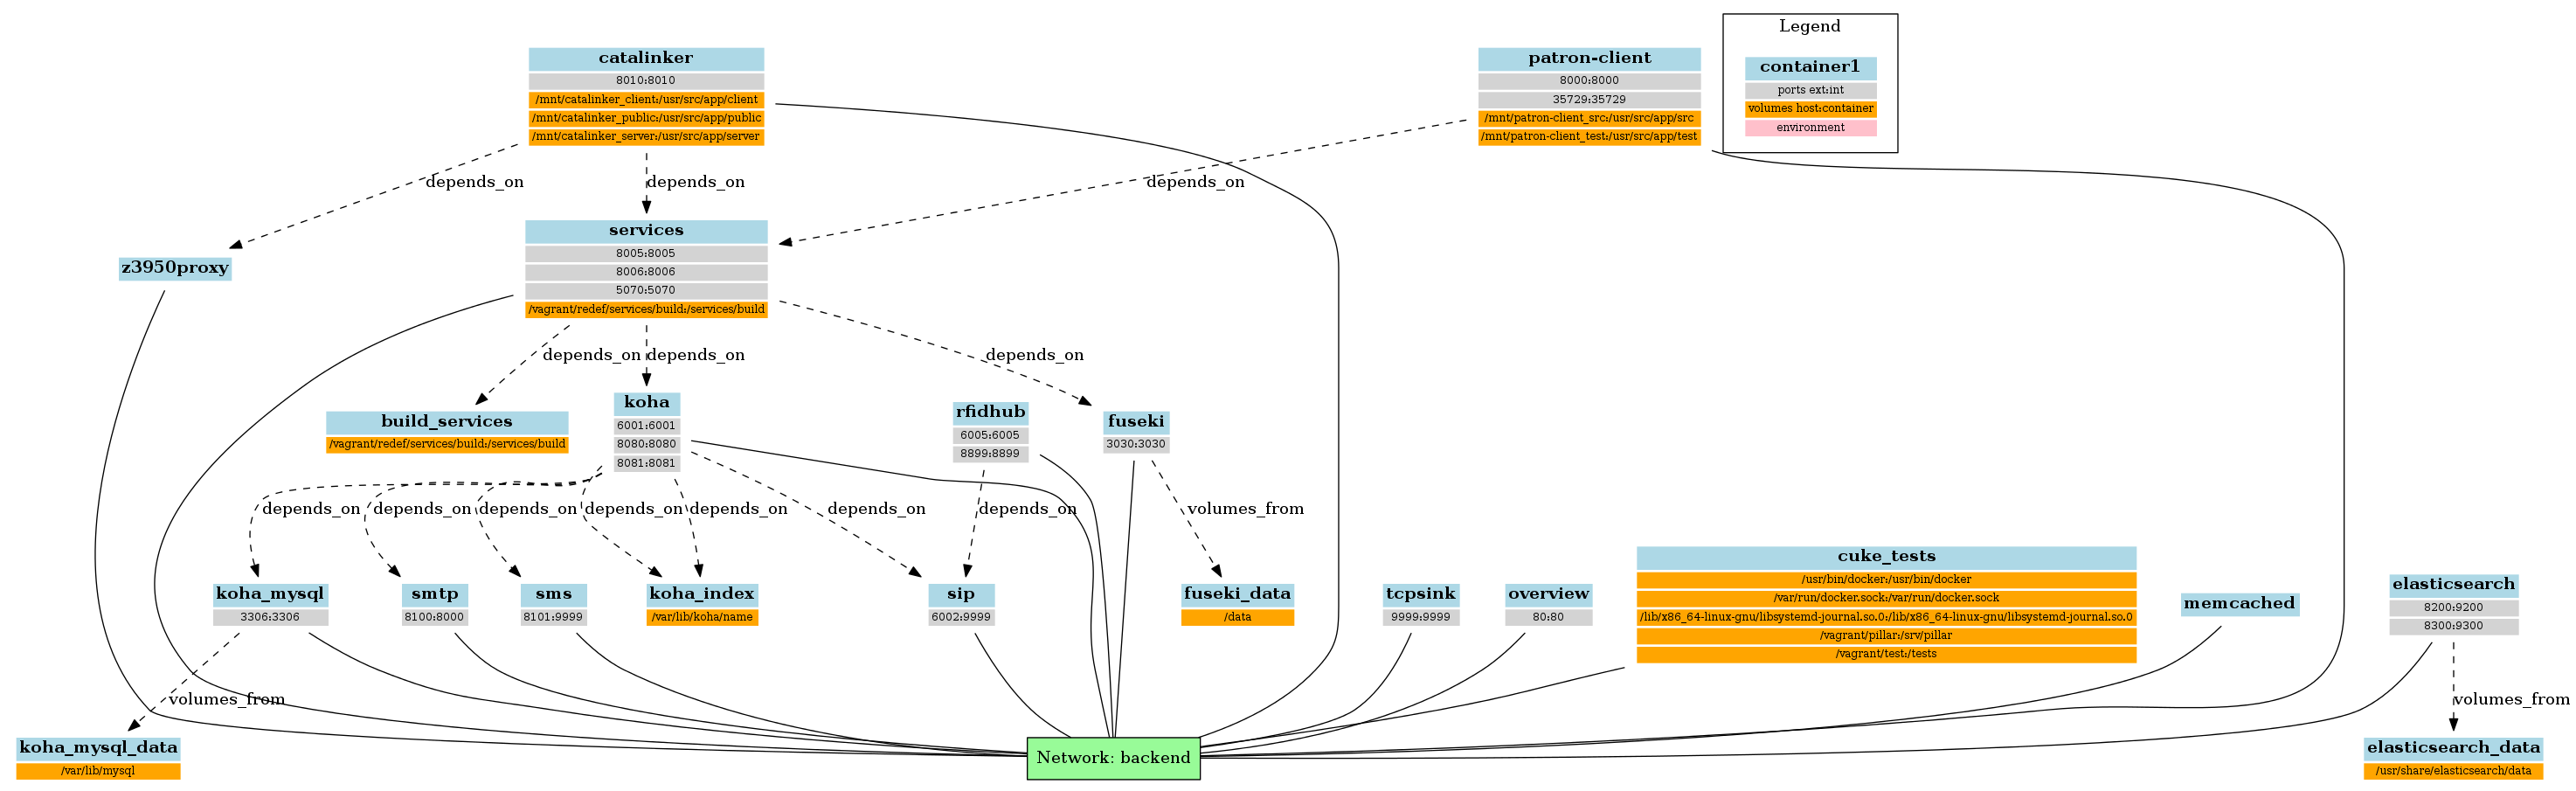 Legend
container1
ports ext:int
volumes host:container
environment
catalinker
8010:8010
/mnt/catalinker_client:/usr/src/app/client
/mnt/catalinker_public:/usr/src/app/public
/mnt/catalinker_server:/usr/src/app/server
patron-client
8000:8000
35729:35729
/mnt/patron-client_src:/usr/src/app/src
/mnt/patron-client_test:/usr/src/app/test
depends_on
depends_on
depends_on
z3950proxy
services
8005:8005
8006:8006
5070:5070
/vagrant/redef/services/build:/services/build
depends_on
depends_on
depends_on
build_services
/vagrant/redef/services/build:/services/build
koha
6001:6001
8080:8080
8081:8081
rfidhub
6005:6005
8899:8899
fuseki
3030:3030
depends_on
depends_on
depends_on
depends_on
depends_on
depends_on
depends_on
volumes_from
koha_mysql
3306:3306
smtp
8100:8000
sms
8101:9999
koha_index
/var/lib/koha/name
sip
6002:9999
fuseki_data
/data
tcpsink
9999:9999
overview
80:80
cuke_tests
/usr/bin/docker:/usr/bin/docker
/var/run/docker.sock:/var/run/docker.sock
/lib/x86_64-linux-gnu/libsystemd-journal.so.0:/lib/x86_64-linux-gnu/libsystemd-journal.so.0
/vagrant/pillar:/srv/pillar
/vagrant/test:/tests
memcached
elasticsearch
8200:9200
8300:9300
volumes_from
volumes_from
koha_mysql_data
/var/lib/mysql
Network: backend
elasticsearch_data
/usr/share/elasticsearch/data